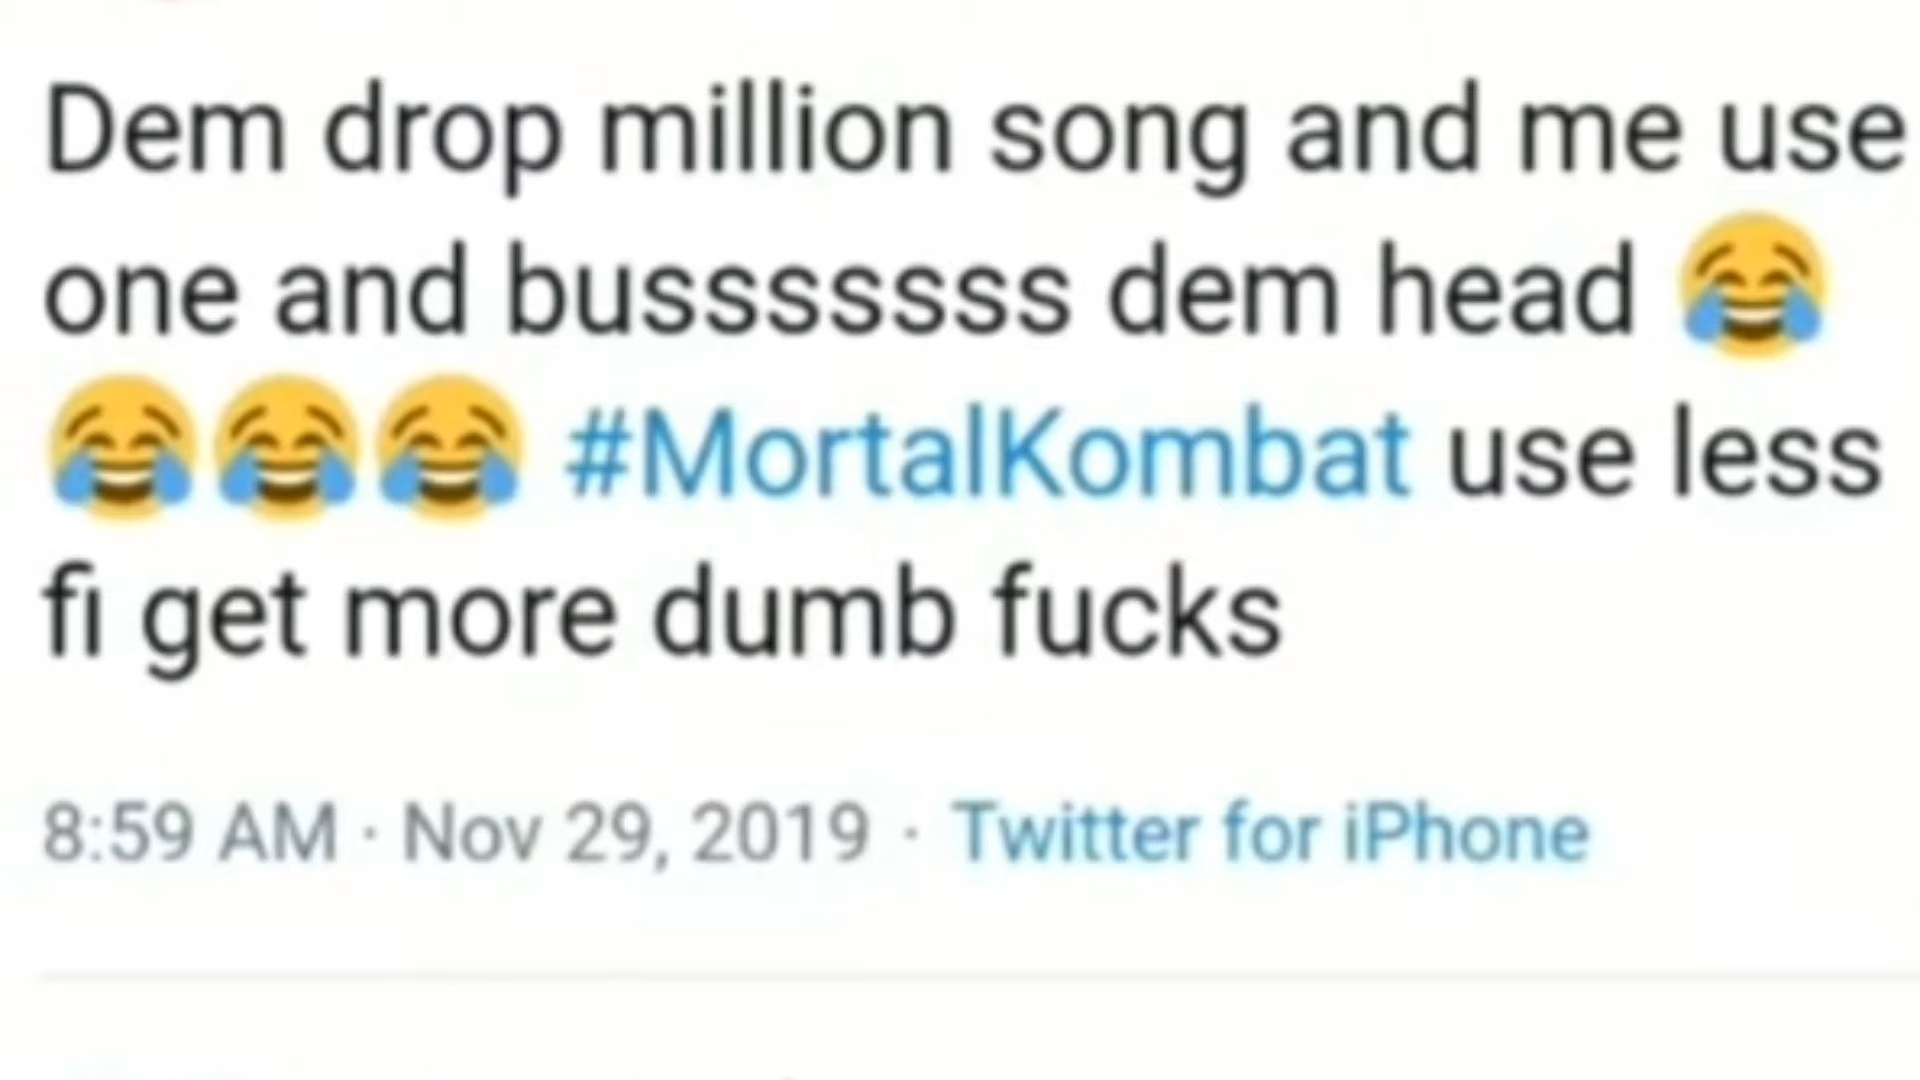 Dem drop million song and me use
one and bussssssss dem head 😂
😂😂😂 #MortalKombat use less
fi get more dumb fucks
8:59 AM · Nov 29, 2019 · Twitter for iPhone